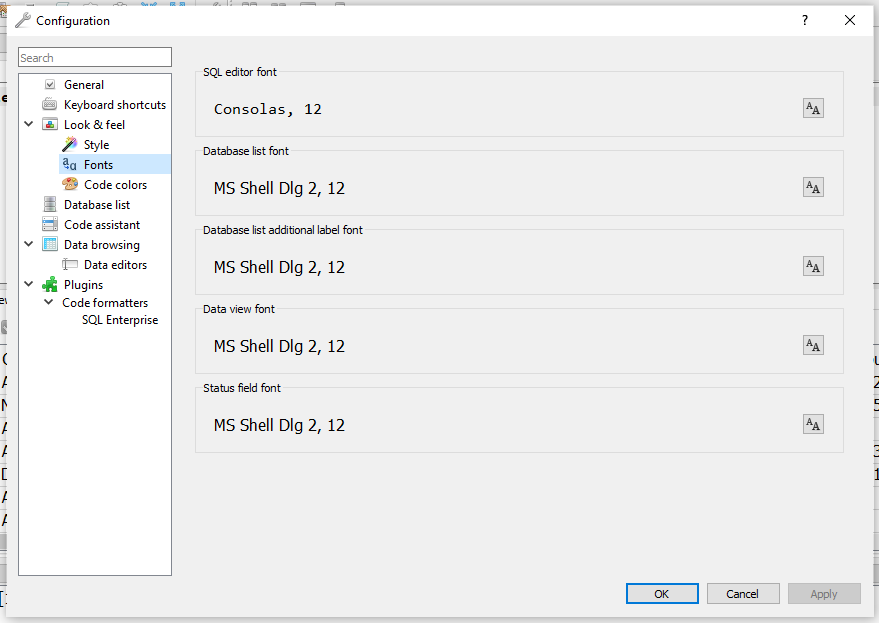 Configuration
?
Search
General
Keyboard shortcuts
Look & feel
Style
Fonts
Code colors
Database list
Code assistant
Data browsing
Data editors
Plugins
Code formatters
SQL Enterprise
SQL editor font
Consolas, 12
Database list font
MS Shell Dlg 2, 12
Database list additional label font
MS Shell Dlg 2, 12
Data view font
MS Shell Dlg 2, 12
Status field font
MS Shell Dlg 2, 12
OK
Cancel
Apply